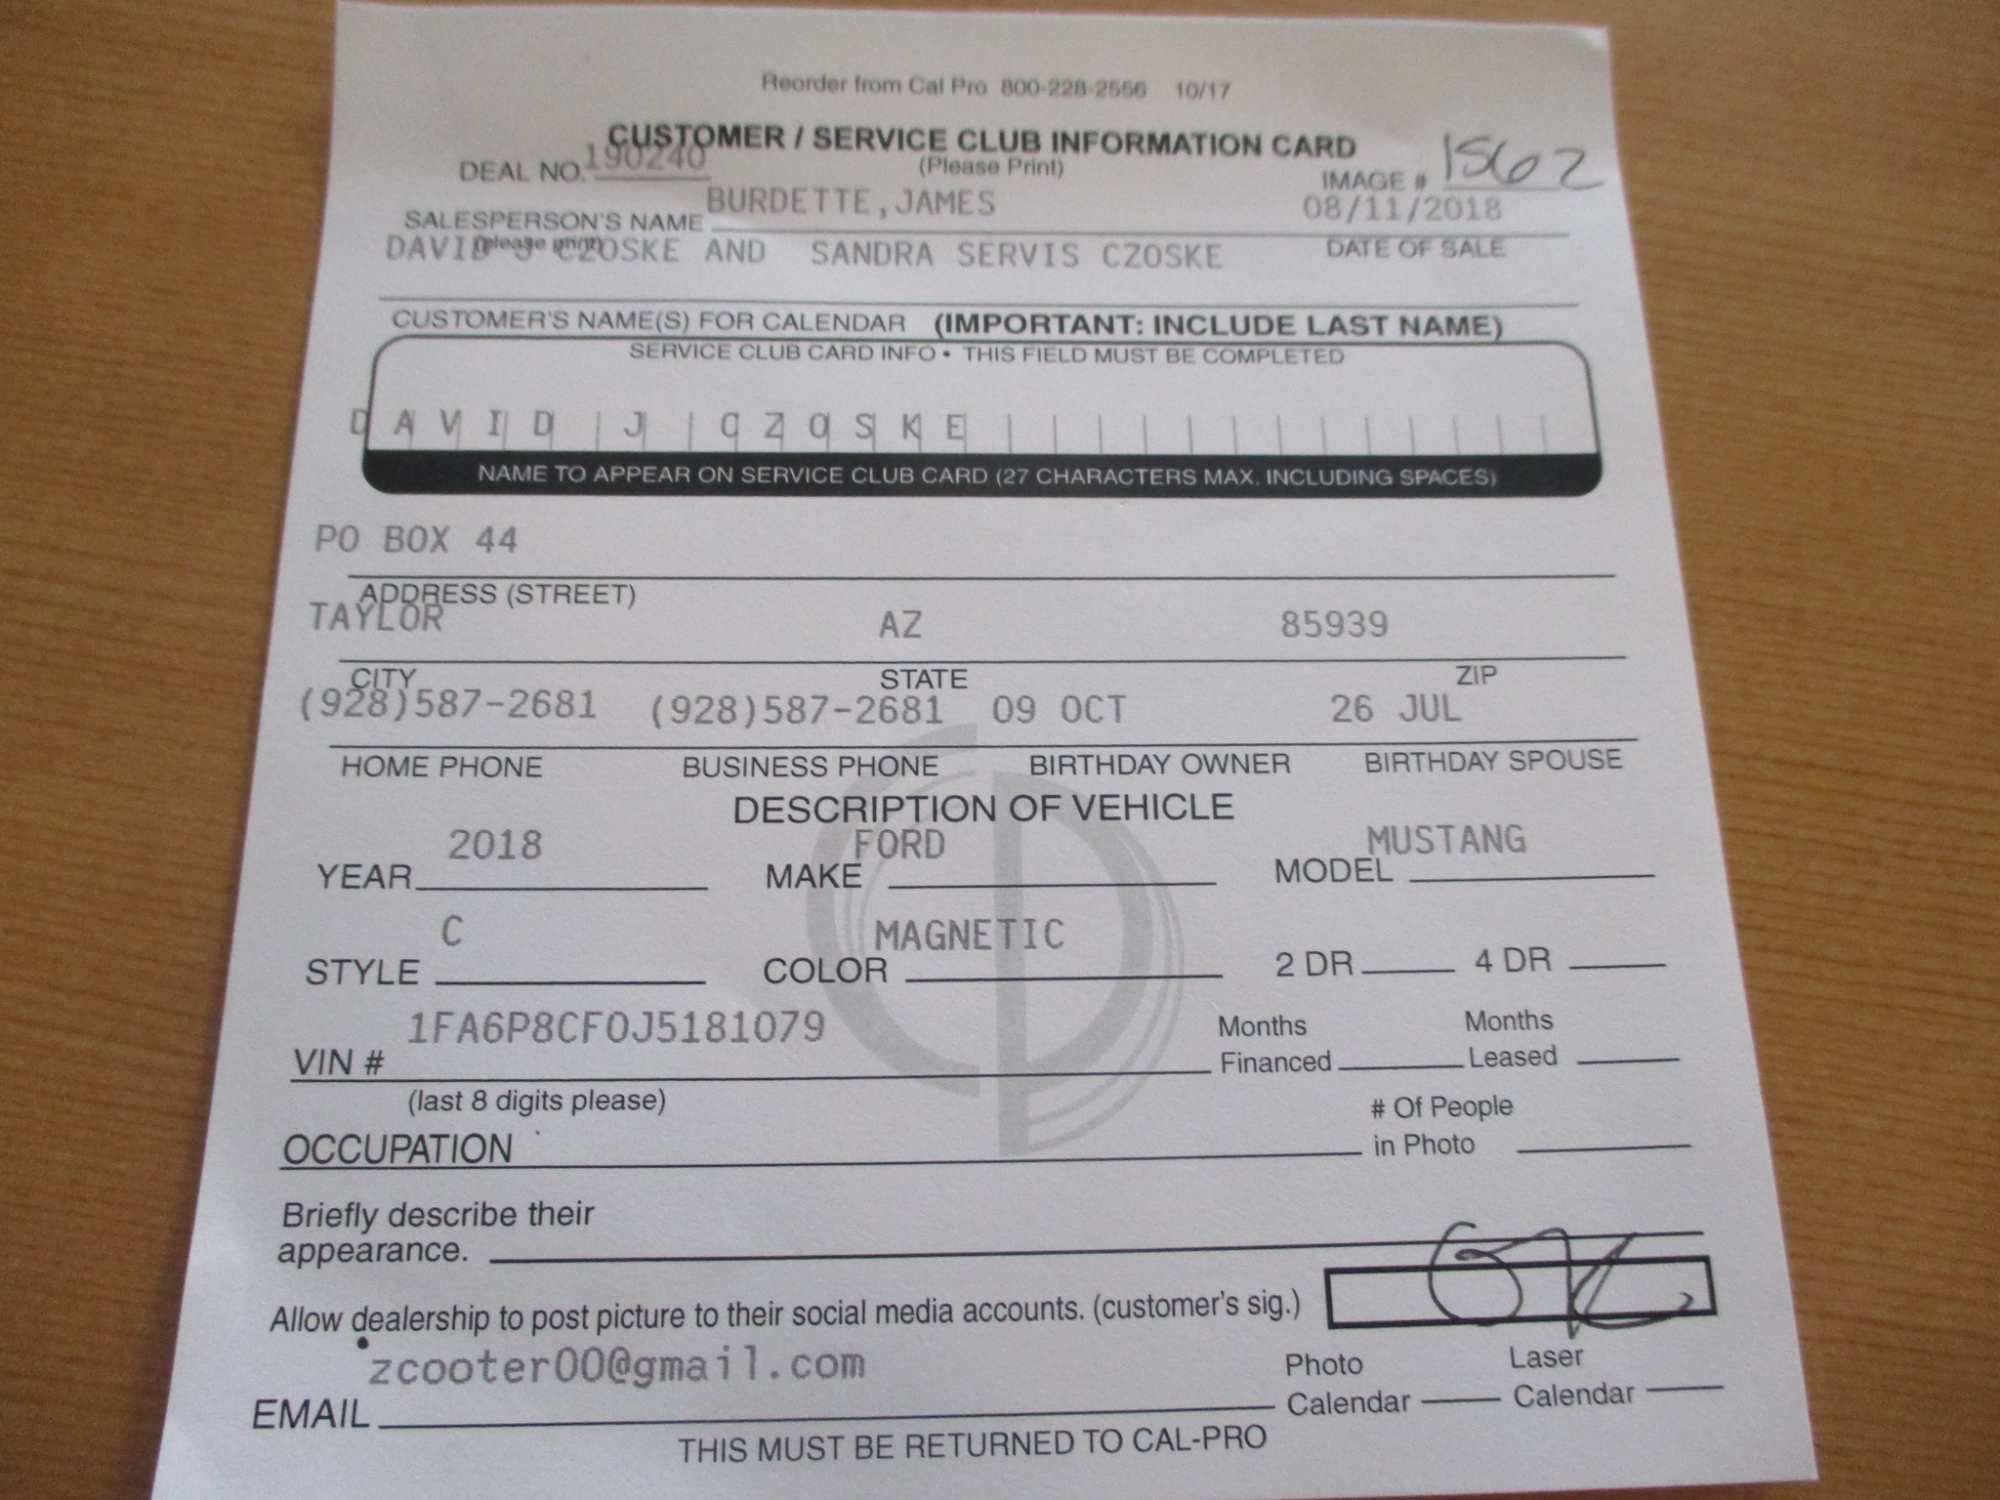 Reorder from Cal Pro 800-228-2556 10/17
CUSTOMER / SERVICE CLUB INFORMATION CARD
(Please Print)
DEAL NO. 190240
IMAGE # 1562
SALESPERSON'S NAME BURDETTE,JAMES
(please print)
08/11/2018
DATE OF SALE
DAVID J CZOSKE AND SANDRA SERVIS CZOSKE
CUSTOMER'S NAME(S) FOR CALENDAR (IMPORTANT: INCLUDE LAST NAME)
SERVICE CLUB CARD INFO • THIS FIELD MUST BE COMPLETED
DAVID J CZOSKE
NAME TO APPEAR ON SERVICE CLUB CARD (27 CHARACTERS MAX. INCLUDING SPACES)
PO BOX 44
ADDRESS (STREET)
TAYLOR AZ 85939
CITY STATE ZIP
(928)587-2681 (928)587-2681 09 OCT 26 JUL
HOME PHONE BUSINESS PHONE BIRTHDAY OWNER BIRTHDAY SPOUSE
DESCRIPTION OF VEHICLE
2018 FORD MUSTANG
YEAR MAKE MODEL
C MAGNETIC
STYLE COLOR 2 DR 4 DR
1FA6P8CF0J5181079
VIN # Months Financed Months Leased
(last 8 digits please)
OCCUPATION # Of People in Photo
Briefly describe their
appearance.
Allow dealership to post picture to their social media accounts. (customer's sig.)
zcooter00@gmail.com
EMAIL Photo Calendar Laser Calendar
THIS MUST BE RETURNED TO CAL-PRO